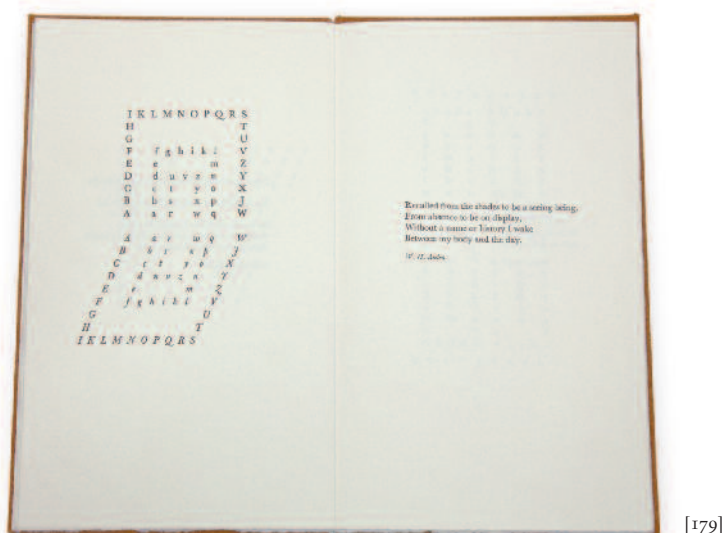 I K L M N O P Q R S
H T
G U
F f g h i k l V
E e m Z
D d u v z n Y
C c t y o X
B b s x p J
A a r w q W
A a r w q W
B b s x p J
C c t y o X
D d u v z n Y
E e m Z
F f g h i k l V
G U
H T
I K L M N O P Q R S
Recalled from the shades to be a seeing being,
From absence to be on display,
Without a name or history I wake
Between my body and the day.
W. H. Auden
[179]